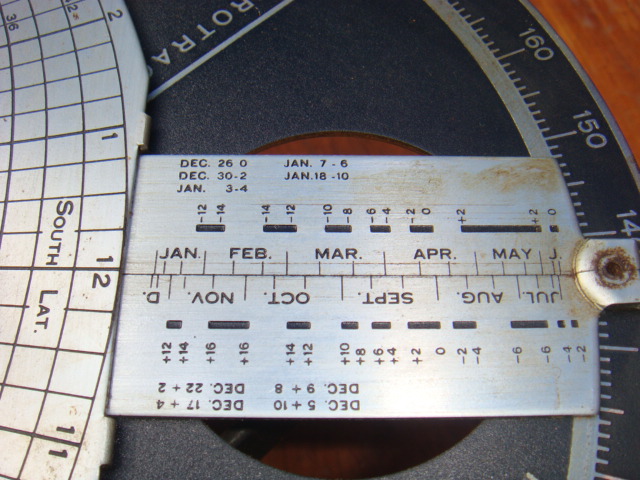 ROTRA
160
150
14
2
36
1
12
11
SOUTH LAT.
DEC. 26 0 JAN. 7 - 6
DEC. 30-2 JAN.18 -10
JAN. 3-4
-12 -14 -14 -12 -10 -8 -6 -4 -2 0 +2 +2 0
JAN. FEB. MAR. APR. MAY J.
D. NOV. OCT. SEPT. AUG. JUL.
+12 +14 +16 +16 +14 +12 +10 +8 +6 +4 +2 0 -2 -4 -6 -6 -4 -2
DEC. 22 + 2 DEC. 9 + 8
DEC. 17 + 4 DEC. 5 + 10